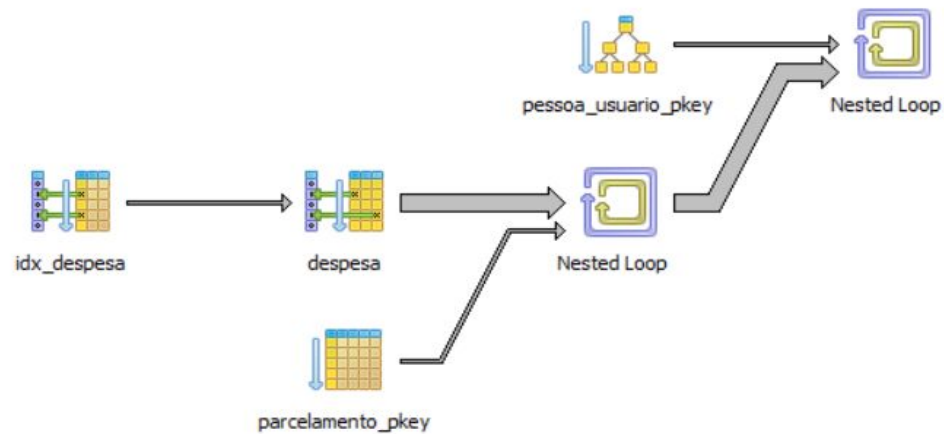 pessoa_usuario_pkey
Nested Loop
idx_despesa
despesa
Nested Loop
parcelamento_pkey